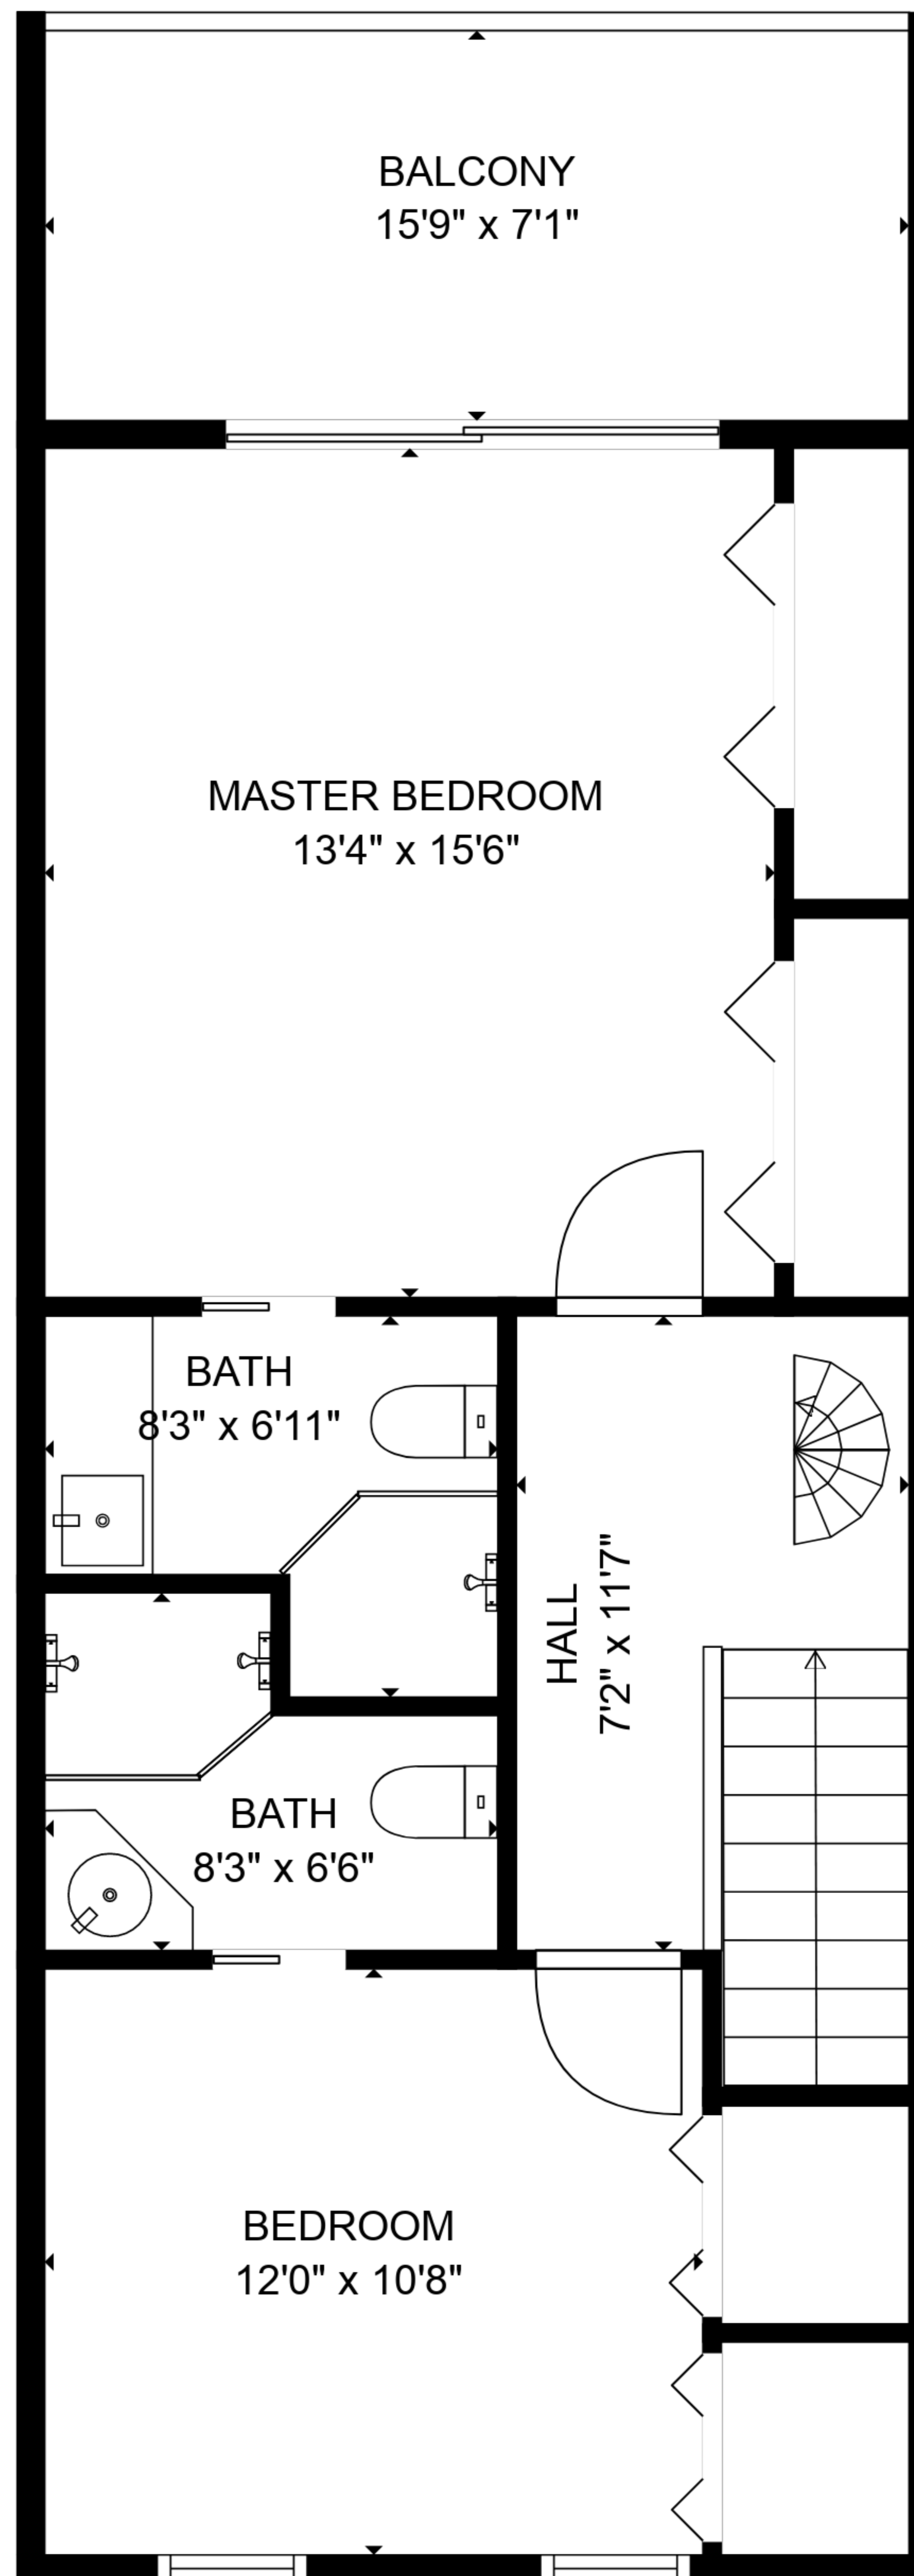 BALCONY
15'9" x 7'1"
MASTER BEDROOM
13'4" x 15'6"
BATH
8'3" x 6'11"
HALL
7'2" x 11'7"
BATH
8'3" x 6'6"
BEDROOM
12'0" x 10'8"